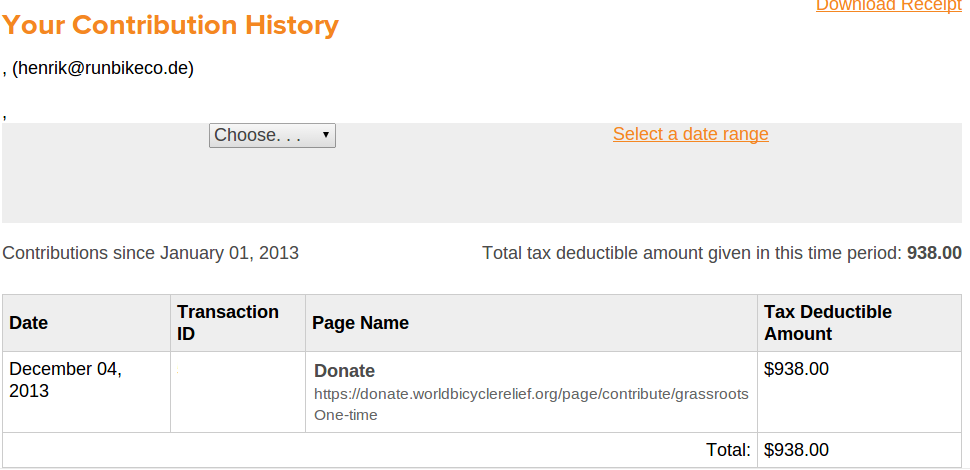 Download Receipt
Your Contribution History
, (henrik@runbikeco.de)
,
Choose. . .
Select a date range
Contributions since January 01, 2013
Total tax deductible amount given in this time period: 938.00
Date
Transaction
ID
Page Name
Tax Deductible
Amount
December 04,
2013
Donate
https://donate.worldbicyclerelief.org/page/contribute/grassroots
One-time
$938.00
Total:
$938.00